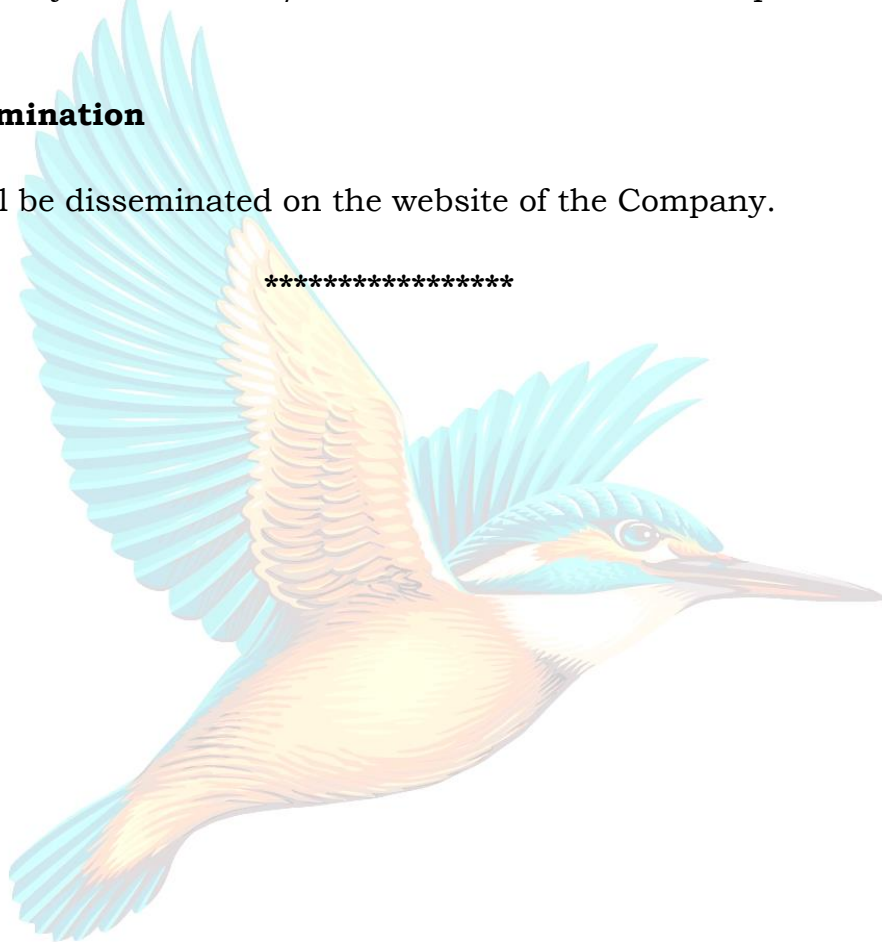 mination
l be disseminated on the website of the Company.
*****************